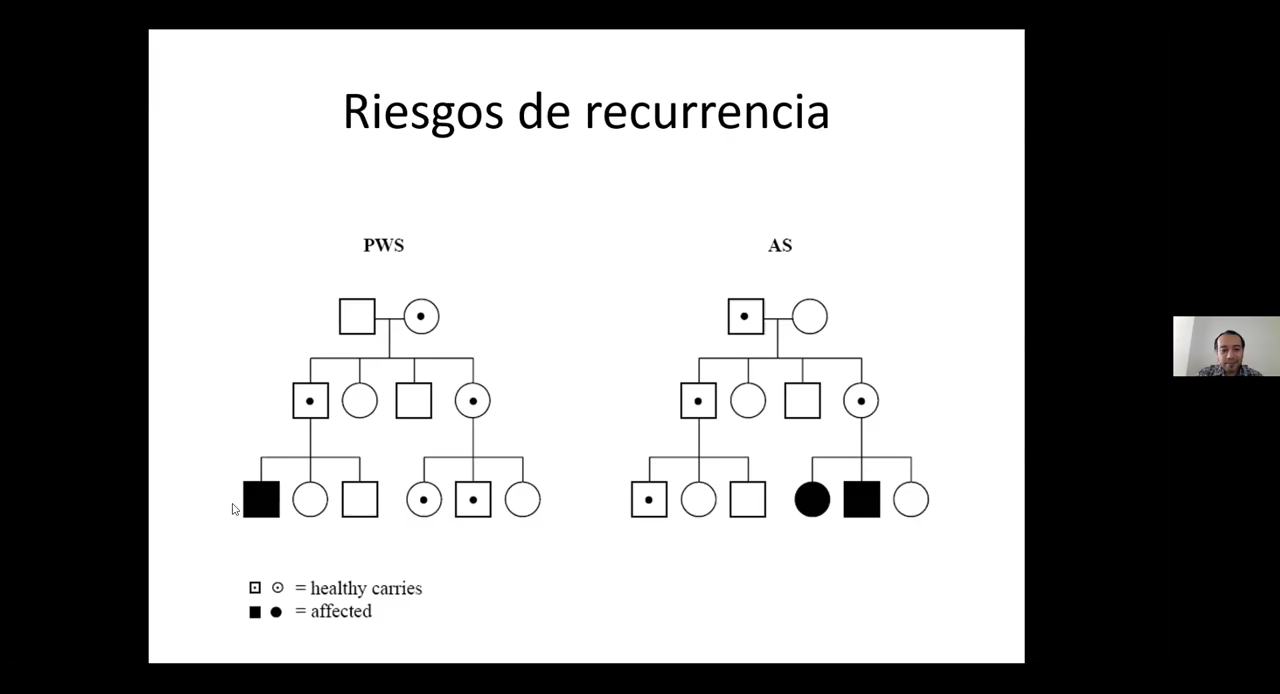 Riesgos de recurrencia
PWS
AS
= healthy carries
= affected